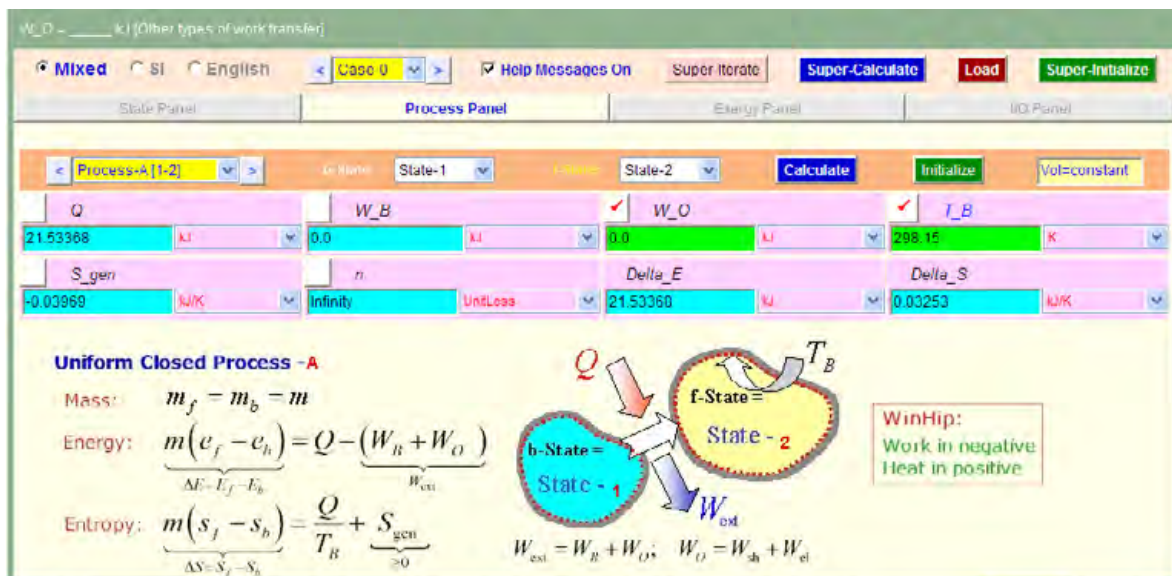 W_O = _____ kJ [Other types of work transfer]
Mixed SI English < Case-0 > Help Messages On Super-Iterate Super-Calculate Load Super-Initialize
State Panel Process Panel Energy Panel I/O Panel
< Process-A [1-2] > State-1 State-2 Calculate Initialize Vol=constant
Q W_B W_O T_B
21.53368 kJ 0.0 kJ 0.0 kJ 298.15 K
S_gen n Delta_E Delta_S
-0.03969 kJ/K Infinity UnitLess 21.53368 kJ 0.03253 kJ/K
Uniform Closed Process -A
Mass: m_f = m_b = m
Energy: m(e_f − e_b) = Q − (W_B + W_O)
ΔE=E_f−E_b W_ext
Entropy: m(s_f − s_b) = Q/T_B + S_gen
ΔS=S_f−S_b ≥0
Q
T_B
f-State =
State - 2
b-State =
State - 1
W_ext
W_ext = W_B + W_O; W_O = W_sh + W_el
WinHip:
Work in negative
Heat in positive